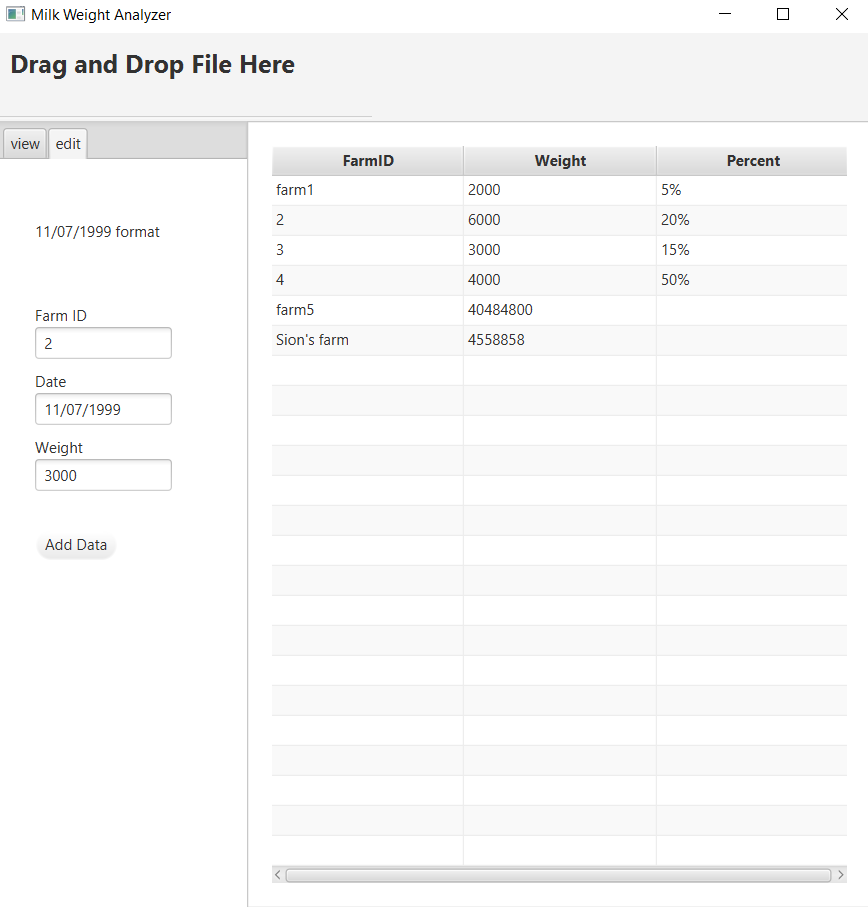 Milk Weight Analyzer
Drag and Drop File Here
view edit
11/07/1999 format
Farm ID
2
Date
11/07/1999
Weight
3000
Add Data
FarmID Weight Percent
farm1 2000 5%
2 6000 20%
3 3000 15%
4 4000 50%
farm5 40484800
Sion's farm 4558858